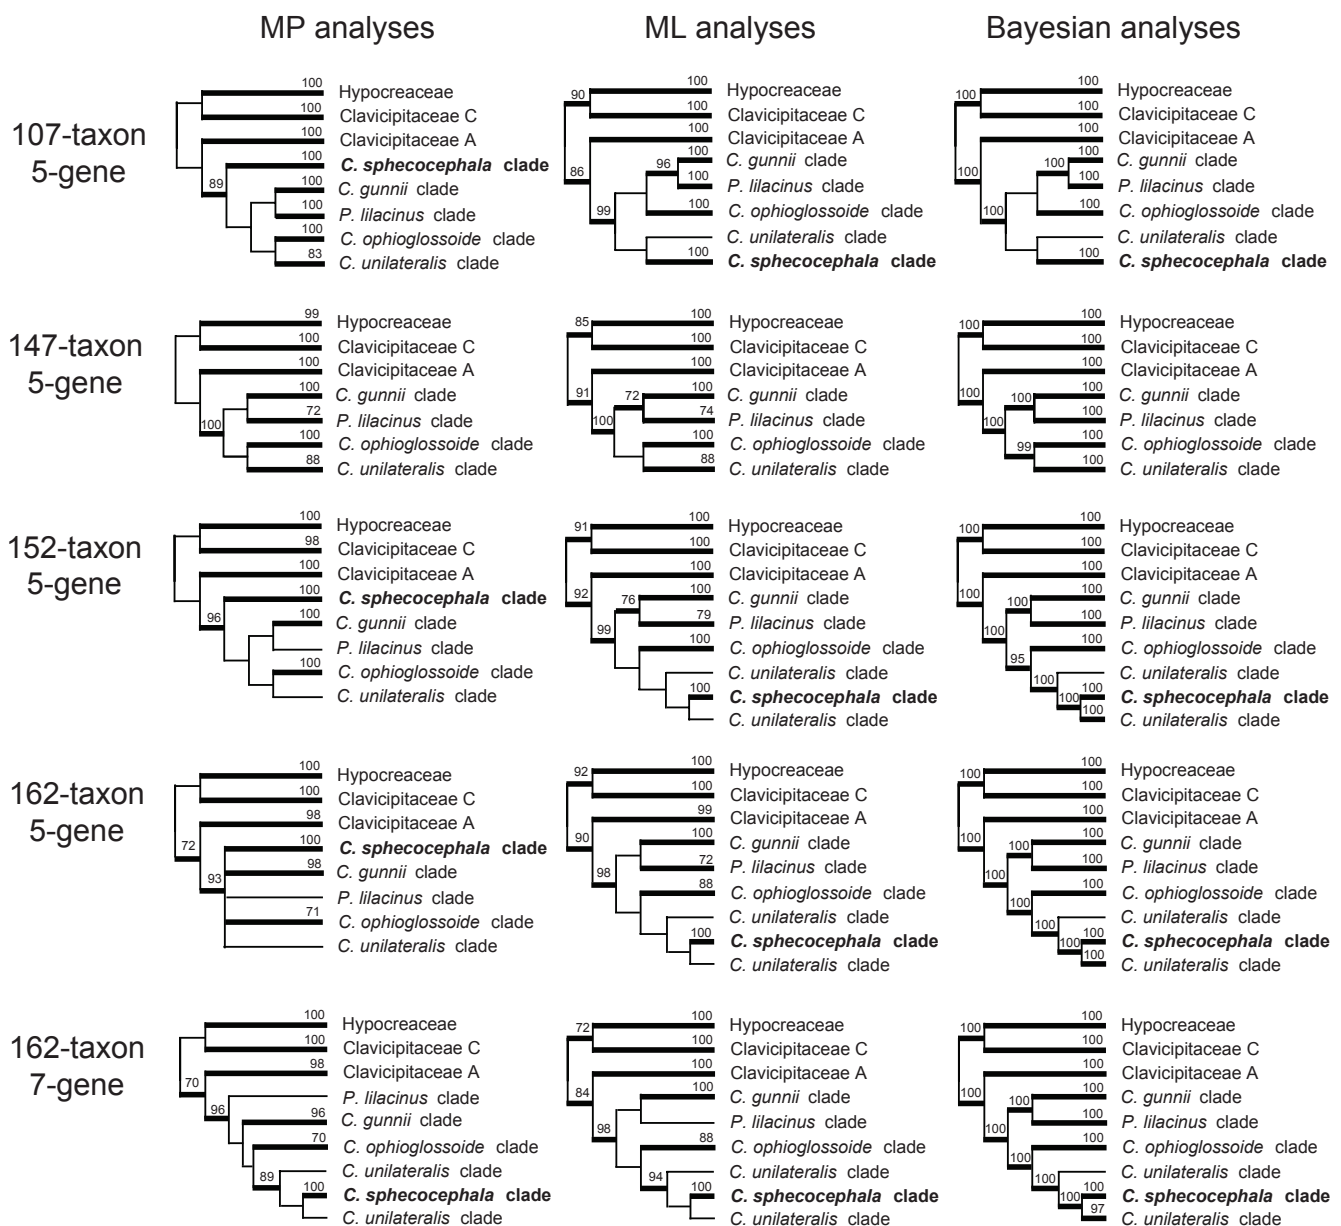 MP analyses
ML analyses
Bayesian analyses
107-taxon
5-gene
100 Hypocreaceae
100 Clavicipitaceae C
100 Clavicipitaceae A
100 C. sphecocephala clade
89
100 C. gunnii clade
100 P. lilacinus clade
100 C. ophioglossoide clade
83 C. unilateralis clade
90
100 Hypocreaceae
100 Clavicipitaceae C
86
100 Clavicipitaceae A
96
100 C. gunnii clade
100 P. lilacinus clade
99
100 C. ophioglossoide clade
C. unilateralis clade
100 C. sphecocephala clade
100
100 Hypocreaceae
100 Clavicipitaceae C
100
100 Clavicipitaceae A
100
100 C. gunnii clade
100 P. lilacinus clade
100
100 C. ophioglossoide clade
C. unilateralis clade
100 C. sphecocephala clade
147-taxon
5-gene
99 Hypocreaceae
100 Clavicipitaceae C
100 Clavicipitaceae A
100 C. gunnii clade
72 P. lilacinus clade
100
100 C. ophioglossoide clade
88 C. unilateralis clade
85
100 Hypocreaceae
100 Clavicipitaceae C
91
100 Clavicipitaceae A
72
100 C. gunnii clade
74 P. lilacinus clade
100
100 C. ophioglossoide clade
88 C. unilateralis clade
100
100 Hypocreaceae
100 Clavicipitaceae C
100
100 Clavicipitaceae A
100
100 C. gunnii clade
100 P. lilacinus clade
100
99
100 C. ophioglossoide clade
100 C. unilateralis clade
152-taxon
5-gene
100 Hypocreaceae
98 Clavicipitaceae C
100 Clavicipitaceae A
100 C. sphecocephala clade
96
100 C. gunnii clade
P. lilacinus clade
100 C. ophioglossoide clade
C. unilateralis clade
91
100 Hypocreaceae
100 Clavicipitaceae C
92
100 Clavicipitaceae A
76
100 C. gunnii clade
79 P. lilacinus clade
99
100 C. ophioglossoide clade
C. unilateralis clade
100 C. sphecocephala clade
C. unilateralis clade
100
100 Hypocreaceae
100 Clavicipitaceae C
100
100 Clavicipitaceae A
100
100 C. gunnii clade
100 P. lilacinus clade
100
95
100 C. ophioglossoide clade
100
C. unilateralis clade
100
100 C. sphecocephala clade
100 C. unilateralis clade
162-taxon
5-gene
100 Hypocreaceae
100 Clavicipitaceae C
72
98 Clavicipitaceae A
100 C. sphecocephala clade
93
98 C. gunnii clade
P. lilacinus clade
71 C. ophioglossoide clade
C. unilateralis clade
92
100 Hypocreaceae
100 Clavicipitaceae C
90
99 Clavicipitaceae A
100 C. gunnii clade
72 P. lilacinus clade
98
88 C. ophioglossoide clade
C. unilateralis clade
100 C. sphecocephala clade
C. unilateralis clade
100
100 Hypocreaceae
100 Clavicipitaceae C
100
100 Clavicipitaceae A
100
100 C. gunnii clade
100 P. lilacinus clade
100
100
100 C. ophioglossoide clade
100
C. unilateralis clade
100
100 C. sphecocephala clade
100 C. unilateralis clade
162-taxon
7-gene
100 Hypocreaceae
100 Clavicipitaceae C
70
98 Clavicipitaceae A
96
P. lilacinus clade
96 C. gunnii clade
70 C. ophioglossoide clade
89
C. unilateralis clade
100 C. sphecocephala clade
C. unilateralis clade
72
100 Hypocreaceae
100 Clavicipitaceae C
84
100 Clavicipitaceae A
100 C. gunnii clade
P. lilacinus clade
98
88 C. ophioglossoide clade
94
C. unilateralis clade
100 C. sphecocephala clade
C. unilateralis clade
100
100 Hypocreaceae
100 Clavicipitaceae C
100
100 Clavicipitaceae A
100
100 C. gunnii clade
100 P. lilacinus clade
100
100
100 C. ophioglossoide clade
100
C. unilateralis clade
100
100 C. sphecocephala clade
97 C. unilateralis clade